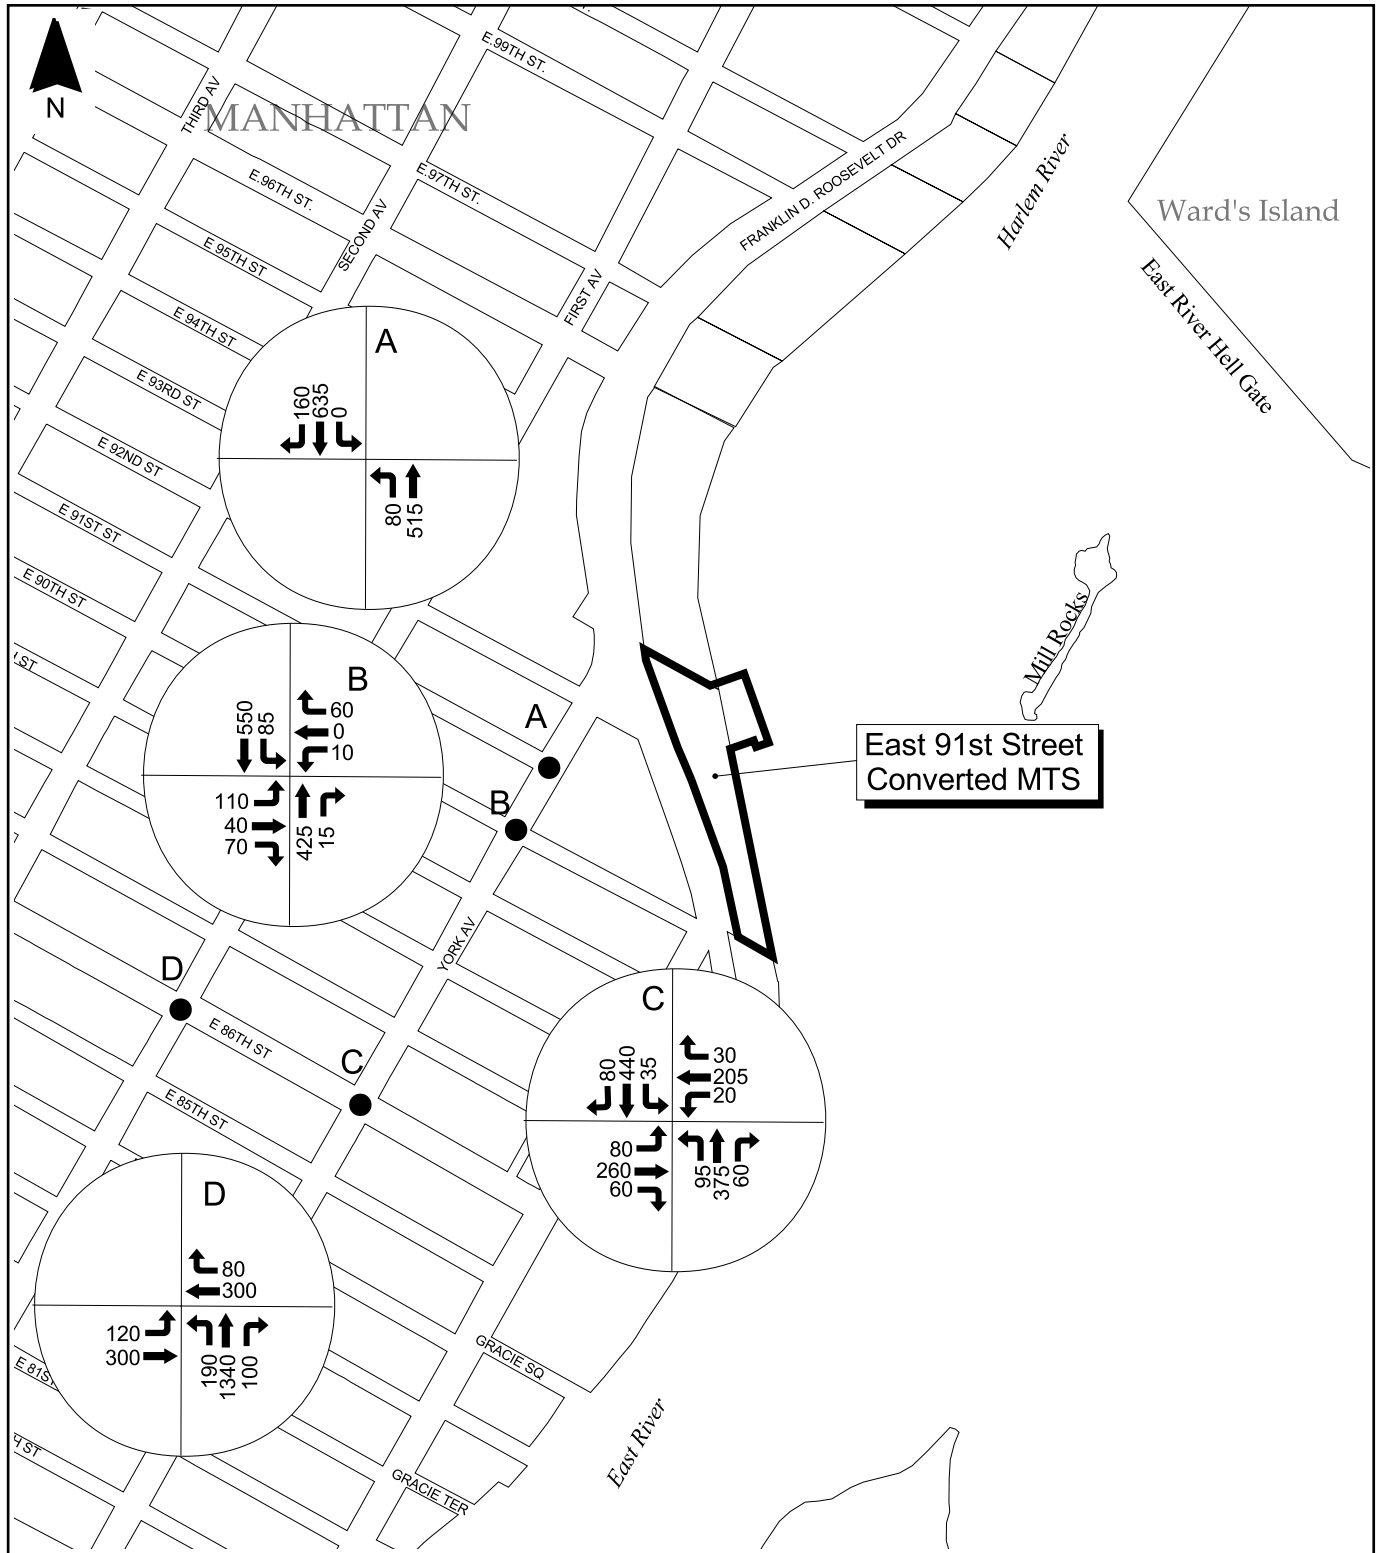 N
MANHATTAN
THIRD AV
E.99TH ST.
E.96TH ST.
E.97TH ST.
SECOND AV
E 95TH ST
E 94TH ST
E 93RD ST
E 92ND ST
E 91ST ST
E 90TH ST
FIRST AV
FRANKLIN D. ROOSEVELT DR
Harlem River
Ward's Island
East River Hell Gate
Mill Rocks
A
160
635
0
80
515
B
550
85
60
0
10
110
40
70
425
15
A
B
East 91st Street
Converted MTS
YORK AV
D
C
E 86TH ST
E 85TH ST
C
80
440
35
30
205
20
80
260
60
95
375
60
D
80
300
120
300
190
1340
100
E 81S
H ST
GRACIE SQ
GRACIE TER
East River